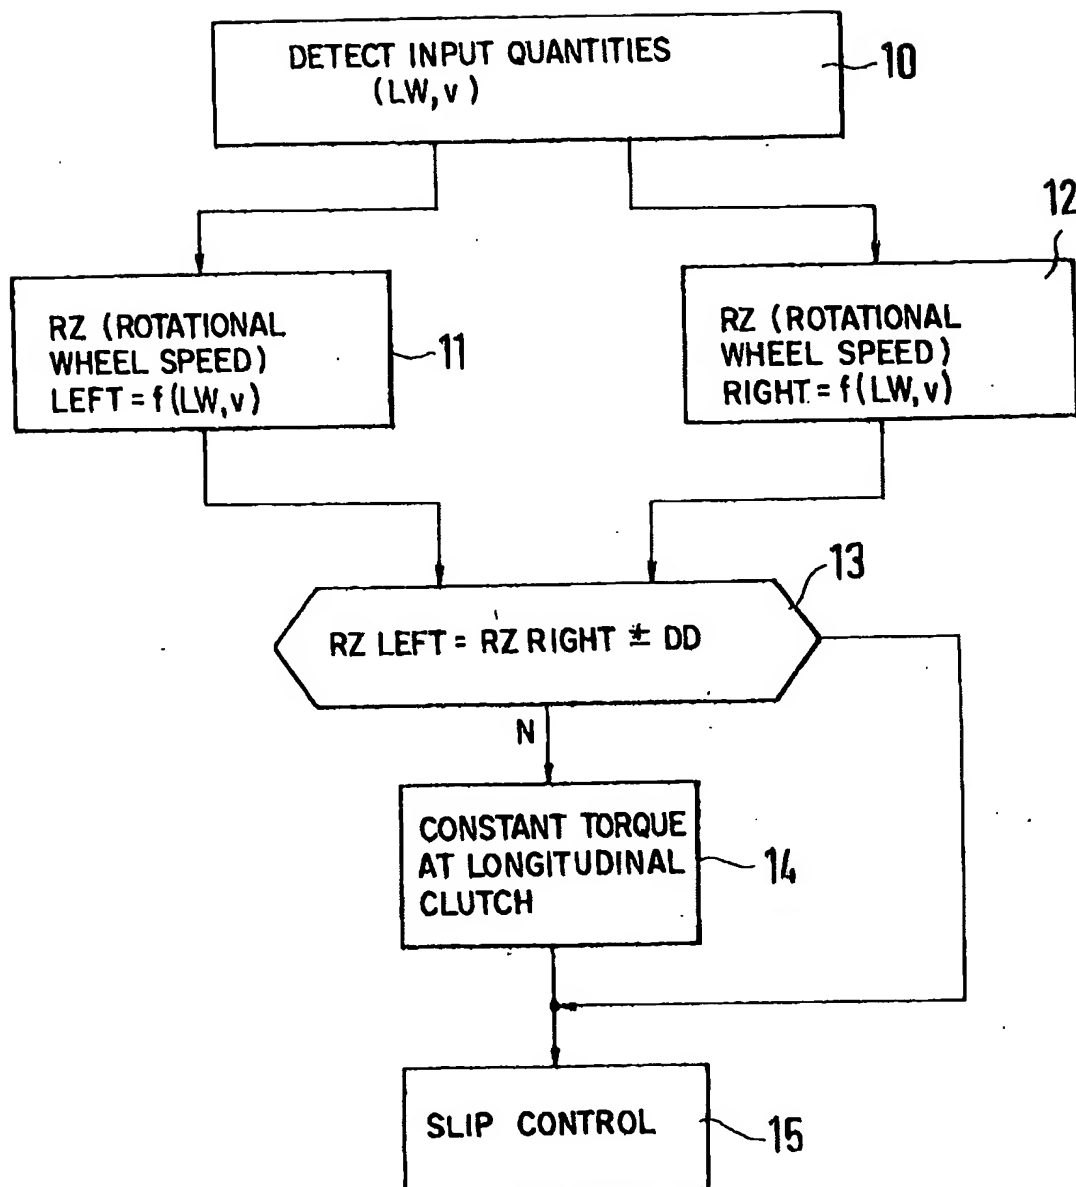 DETECT INPUT QUANTITIES
(LW, v)
10
12
RZ (ROTATIONAL
WHEEL SPEED)
LEFT = f(LW, v)
11
RZ (ROTATIONAL
WHEEL SPEED)
RIGHT = f(LW, v)
13
RZ LEFT = RZ RIGHT ± DD
N
CONSTANT TORQUE
AT LONGITUDINAL
CLUTCH
14
SLIP CONTROL
15